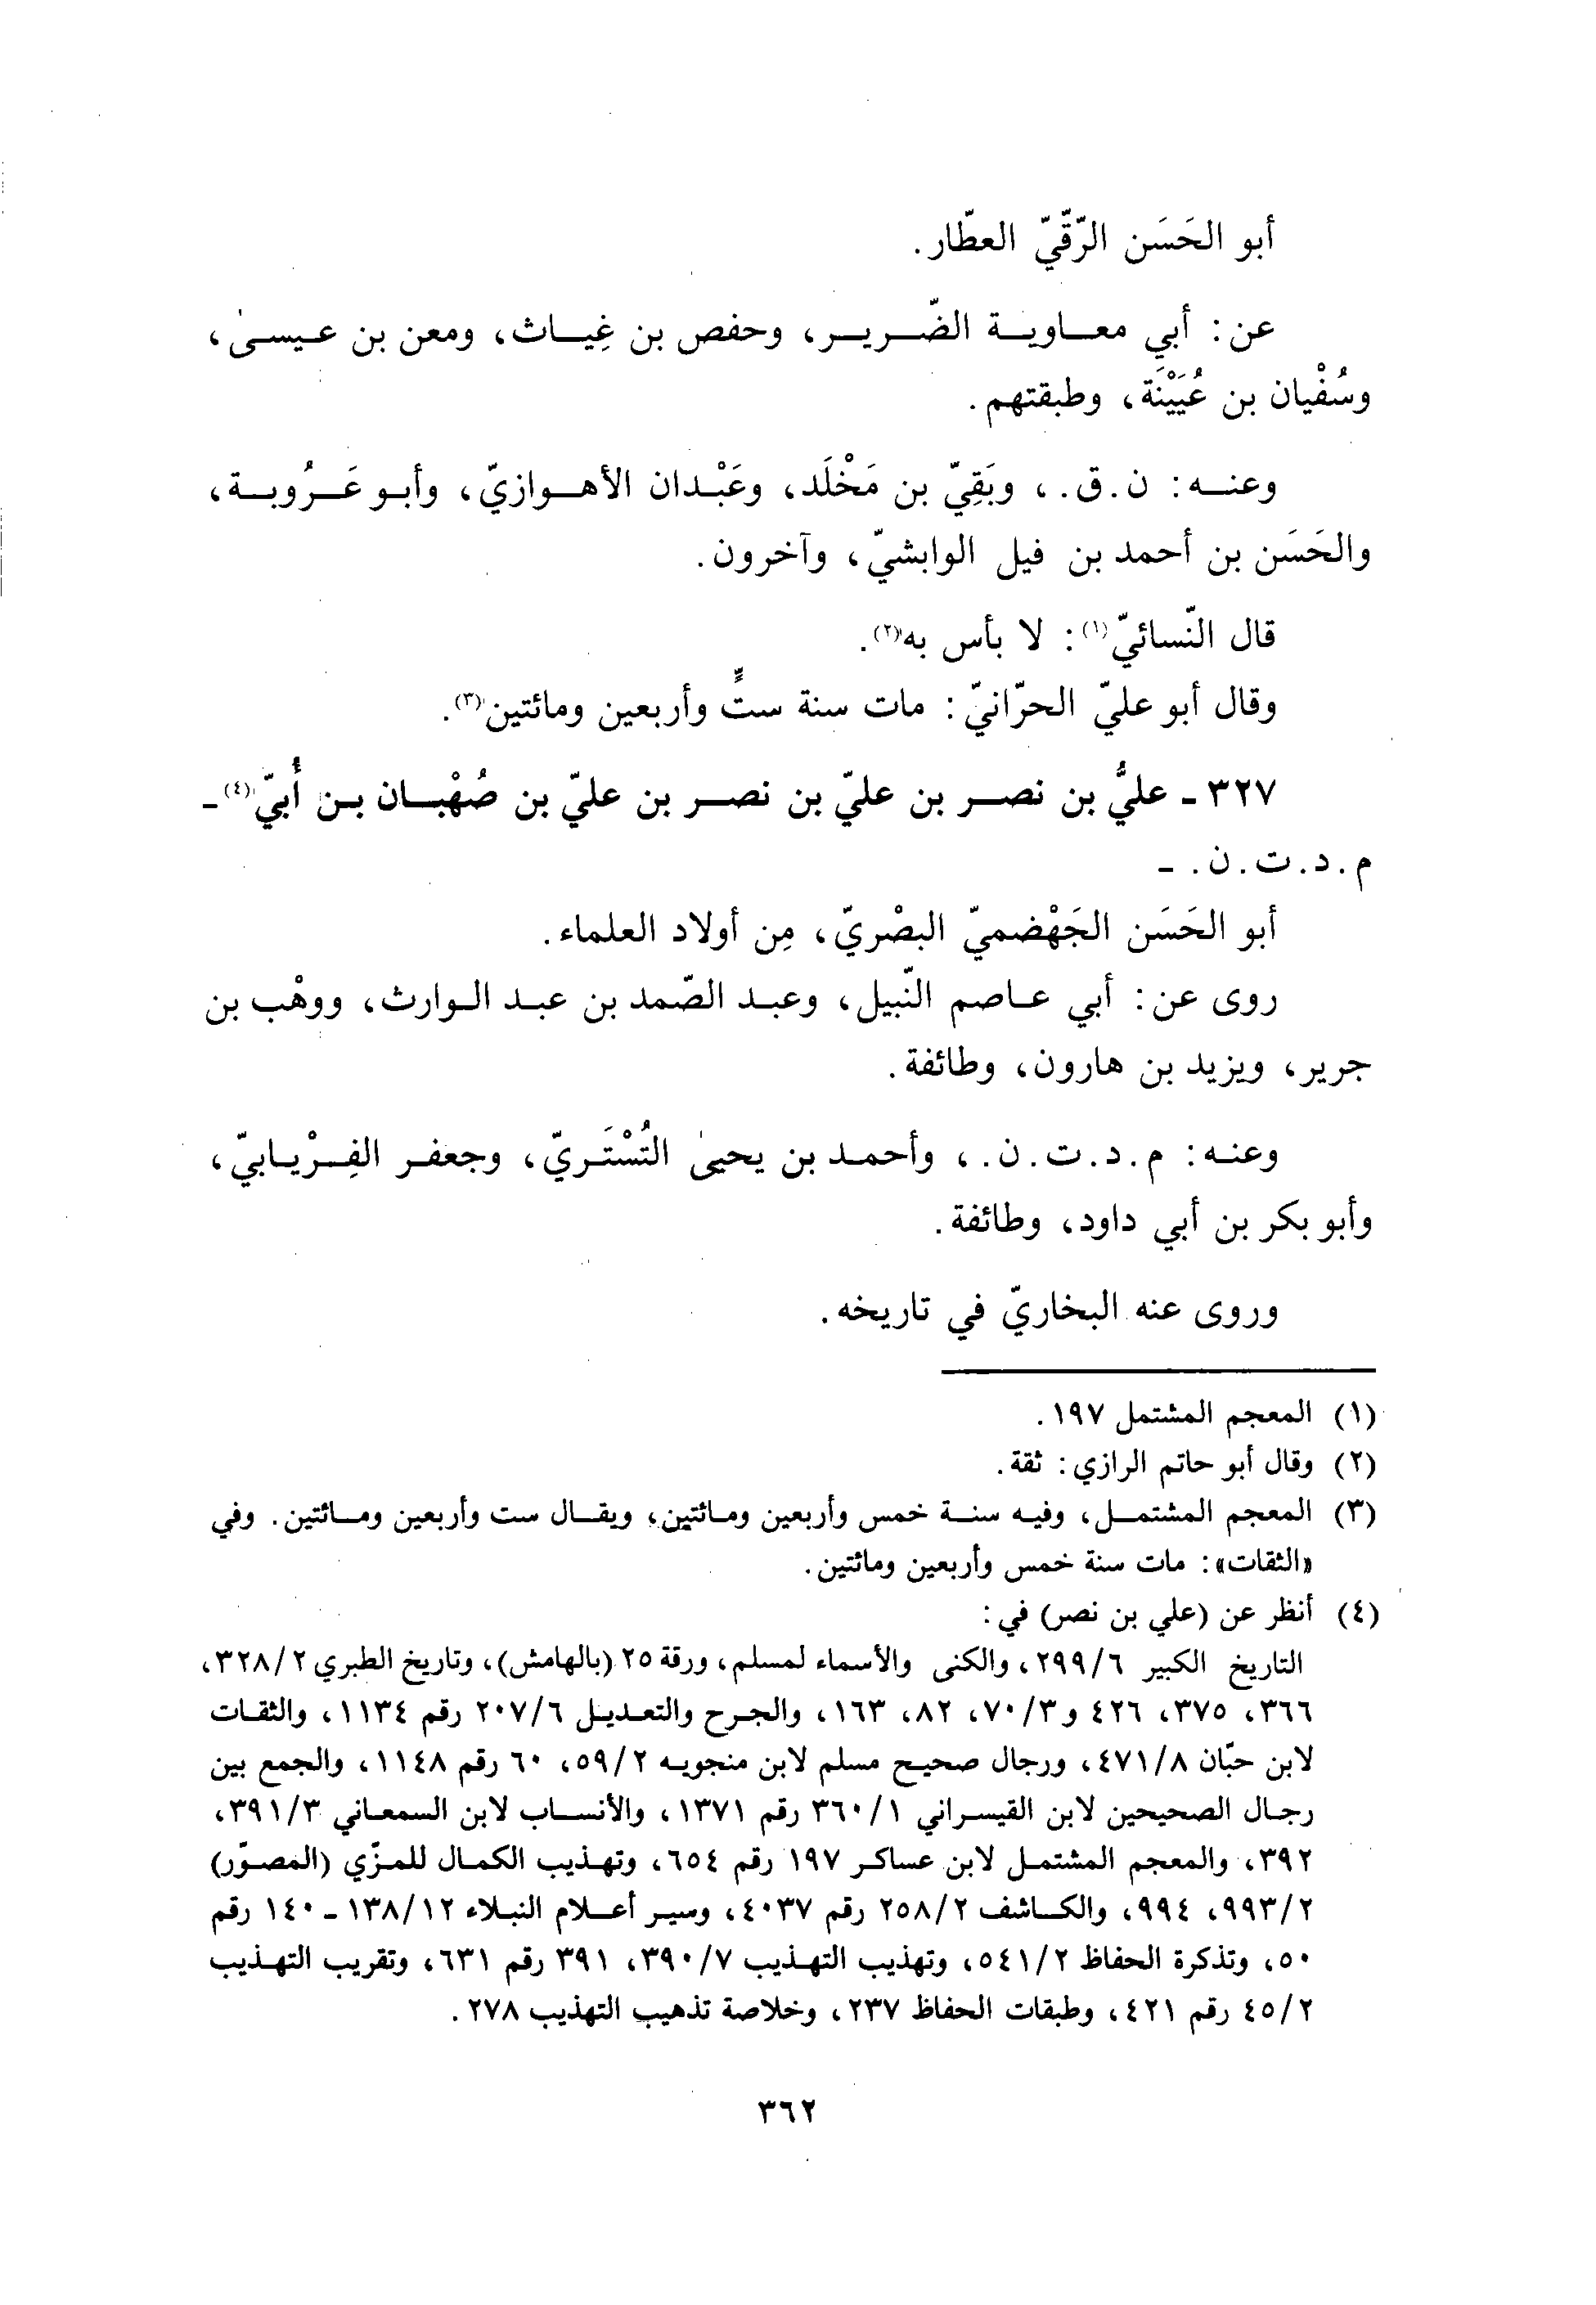 أبو الحَسَن الرَّقّيّ العطّار.
عن: أبي معاوية الضّرير، وحفص بن غِياث، ومعن بن عيسىٰ،
وسُفْيان بن عُيَيْنَة، وطبقتهم.
وعنه: ن.ق.، وبَقِيّ بن مَخْلَد، وعَبْدان الأهوازيّ، وأبو عَرُوبة،
والحَسَن بن أحمد بن فيل الوابشيّ، وآخرون.
قال النّسائيّ(١): لا بأس به(٢).
وقال أبو عليّ الحرّانيّ: مات سنة ستٍّ وأربعين ومائتين(٣).
٣٢٧ - عليُّ بن نصر بن عليّ بن نصر بن عليّ بن صُهْبان بن أُبيّ(٤) -
م.د.ت.ن. -
أبو الحَسَن الجَهْضميّ البصْريّ، مِن أولاد العلماء.
روى عن: أبي عاصم النّبيل، وعبد الصّمد بن عبد الوارث، ووهْب بن
جرير، ويزيد بن هارون، وطائفة.
وعنه: م.د.ت.ن.، وأحمد بن يحيىٰ التُسْتَريّ، وجعفر الفِرْيابيّ،
وأبو بكر بن أبي داود، وطائفة.
وروى عنه البخاريّ في تاريخه.
(١) المعجم المشتمل ١٩٧.
(٢) وقال أبو حاتم الرازي: ثقة.
(٣) المعجم المشتمل، وفيه سنة خمس وأربعين ومائتين، ويقال ست وأربعين ومائتين. وفي
«الثقات»: مات سنة خمس وأربعين ومائتين.
(٤) أنظر عن (علي بن نصر) في:
التاريخ الكبير ٢٩٩/٦، والكنى والأسماء لمسلم، ورقة ٢٥ (بالهامش)، وتاريخ الطبري ٣٢٨/٢،
٣٦٦، ٣٧٥، ٤٢٦ و٧٠/٣، ٨٢، ١٦٣، والجرح والتعديل ٢٠٧/٦ رقم ١١٣٤، والثقات
لابن حبّان ٤٧١/٨، ورجال صحيح مسلم لابن منجويه ٥٩/٢، ٦٠ رقم ١١٤٨، والجمع بين
رجال الصحيحين لابن القيسراني ٣٦٠/١ رقم ١٣٧١، والأنساب لابن السمعاني ٣٩١/٣،
٣٩٢، والمعجم المشتمل لابن عساكر ١٩٧ رقم ٦٥٤، وتهذيب الكمال للمزّي (المصوّر)
٩٩٣/٢، ٩٩٤، والكاشف ٢٥٨/٢ رقم ٤٠٣٧، وسير أعلام النبلاء ١٣٨/١٢ - ١٤٠ رقم
٥٠، وتذكرة الحفاظ ٥٤١/٢، وتهذيب التهذيب ٣٩٠/٧، ٣٩١ رقم ٦٣١، وتقريب التهذيب
٤٥/٢ رقم ٤٢١، وطبقات الحفاظ ٢٣٧، وخلاصة تذهيب التهذيب ٢٧٨.
٣٦٢